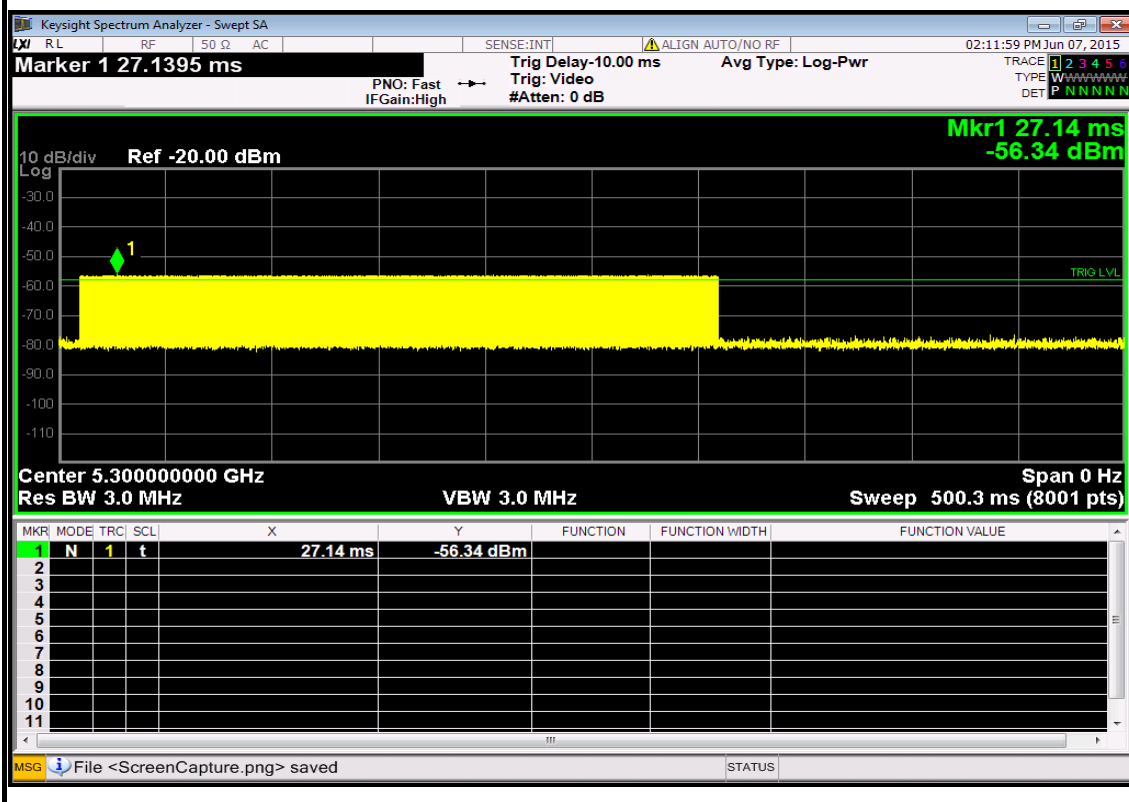 Keysight Spectrum Analyzer - Swept SA
LXI RL RF 50 Ω AC SENSE:INT ALIGN AUTO/NO RF 02:11:59 PM Jun 07, 2015
Marker 1 27.1395 ms Trig Delay-10.00 ms Avg Type: Log-Pwr TRACE 1 2 3 4 5 6
PNO: Fast Trig: Video TYPE WWWWWW
IFGain:High #Atten: 0 dB DET P N N N N N
Mkr1 27.14 ms
10 dB/div Ref -20.00 dBm -56.34 dBm
Log
-30.0
-40.0
1
-50.0
TRIG LVL
-60.0
-70.0
-80.0
-90.0
-100
-110
Center 5.300000000 GHz Span 0 Hz
Res BW 3.0 MHz VBW 3.0 MHz Sweep 500.3 ms (8001 pts)
MKR MODE TRC SCL X Y FUNCTION FUNCTION WIDTH FUNCTION VALUE
1 N 1 t 27.14 ms -56.34 dBm
2
3
4
5
6
7
8
9
10
11
MSG File <ScreenCapture.png> saved STATUS